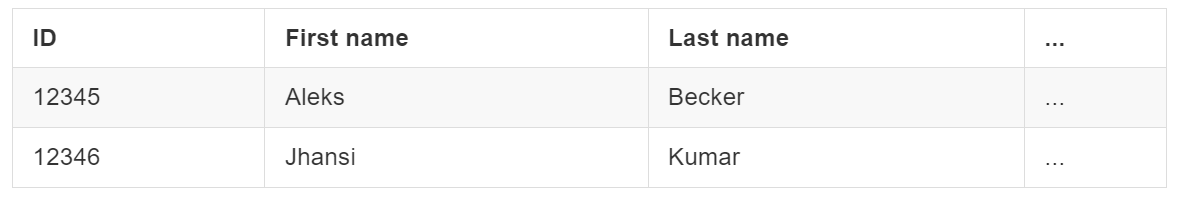 ID First name Last name ...
12345 Aleks Becker ...
12346 Jhansi Kumar ...